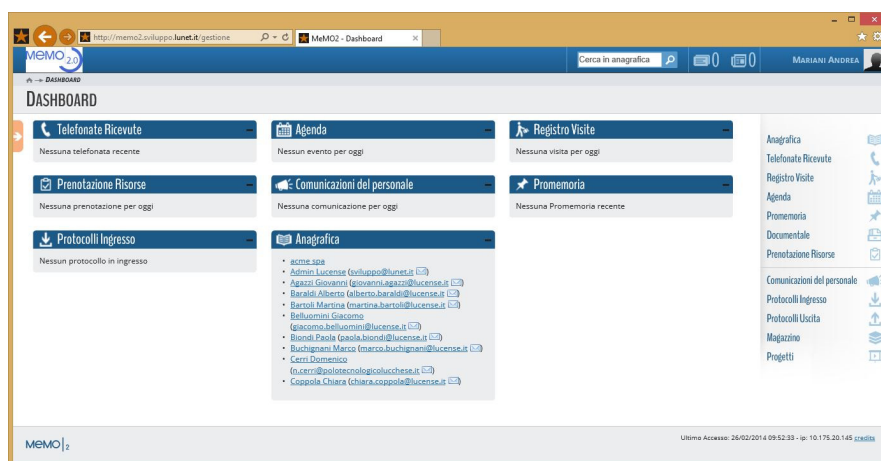 http://memo2.sviluppo.lunet.it/gestione
MeMO2 - Dashboard
MeMO 2.0
Cerca in anagrafica
0
0
MARIANI ANDREA
DASHBOARD
DASHBOARD
Telefonate Ricevute
Nessuna telefonata recente
Agenda
Nessun evento per oggi
Registro Visite
Nessuna visita per oggi
Prenotazione Risorse
Nessuna prenotazione per oggi
Comunicazioni del personale
Nessuna comunicazione per oggi
Promemoria
Nessuna Promemoria recente
Protocolli Ingresso
Nessun protocollo in ingresso
Anagrafica
acme spa
Admin Lucense (sviluppo@lunet.it)
Agazzi Giovanni (giovanni.agazzi@lucense.it)
Baraldi Alberto (alberto.baraldi@lucense.it)
Bartoli Martina (martina.bartoli@lucense.it)
Belluomini Giacomo
(giacomo.belluomini@lucense.it)
Biondi Paola (paola.biondi@lucense.it)
Buchignani Marco (marco.buchignani@lucense.it)
Cerri Domenico
(n.cerri@polotecnologicolucchese.it)
Coppola Chiara (chiara.coppola@lucense.it)
Anagrafica
Telefonate Ricevute
Registro Visite
Agenda
Promemoria
Documentale
Prenotazione Risorse
Comunicazioni del personale
Protocolli Ingresso
Protocolli Uscita
Magazzino
Progetti
MeMO|2
Ultimo Accesso: 26/02/2014 09:52:33 - ip: 10.175.20.145 credits